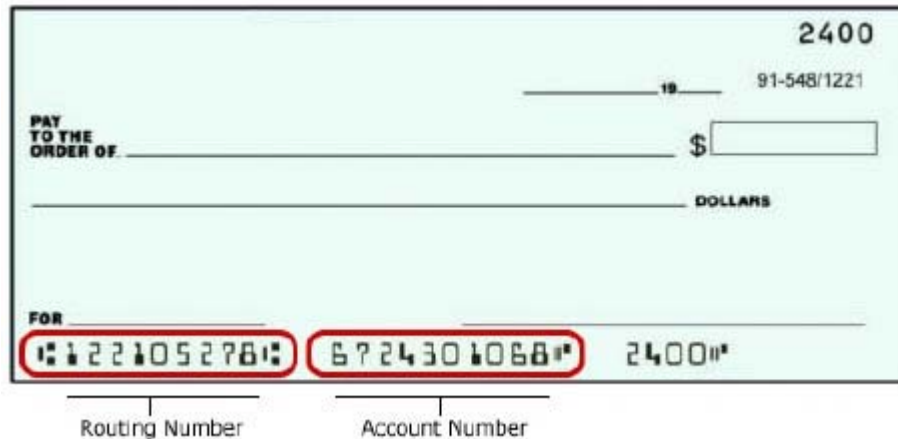 2400
19 91-548/1221
PAY
TO THE
ORDER OF $
DOLLARS
FOR
⑆122105278⑆ 6724301068⑈ 2400⑈
Routing Number Account Number